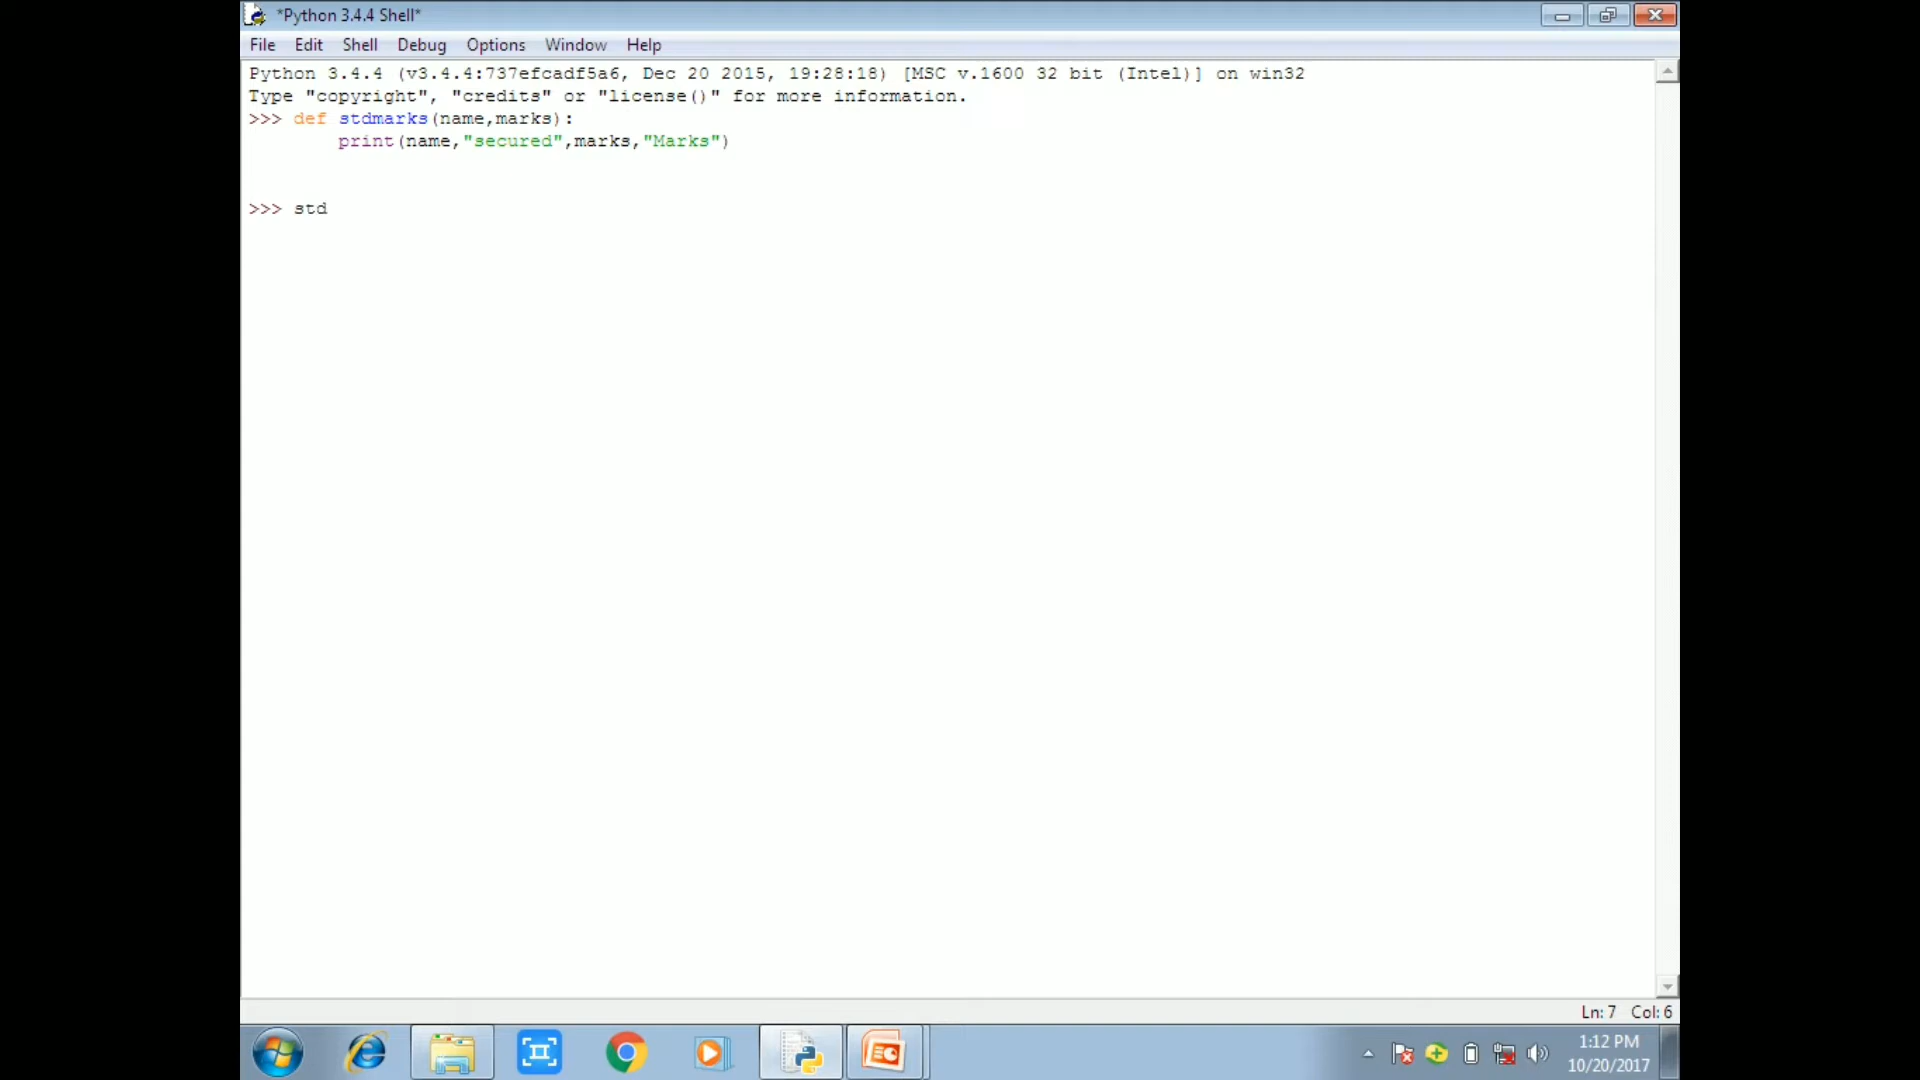 *Python 3.4.4 Shell*
File Edit Shell Debug Options Window Help
Python 3.4.4 (v3.4.4:737efcadf5a6, Dec 20 2015, 19:28:18) [MSC v.1600 32 bit (Intel)] on win32
Type "copyright", "credits" or "license()" for more information.
>>> def stdmarks(name,marks):
        print(name,"secured",marks,"Marks")
>>> std
Ln: 7 Col: 6
1:12 PM
10/20/2017